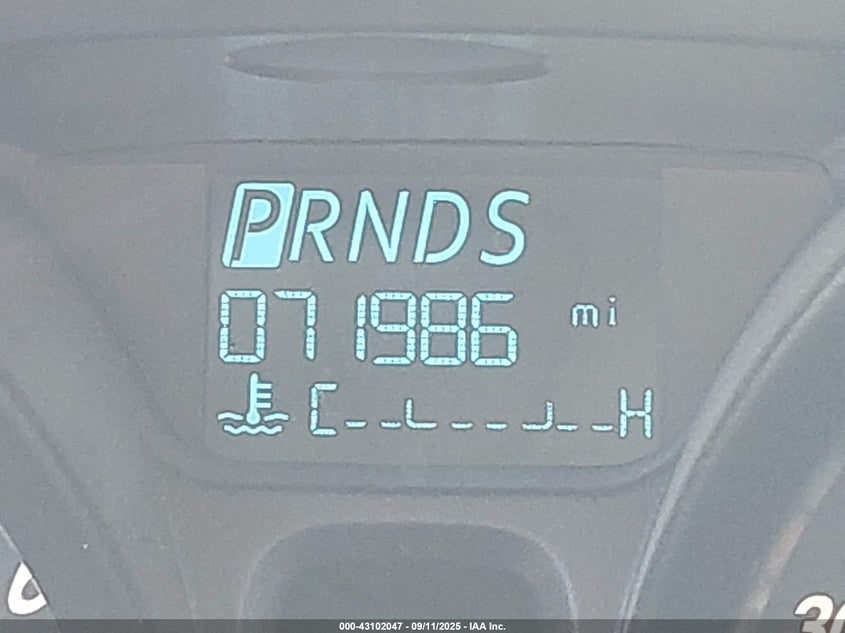 PRNDS
071986 mi
C H
000-43102047 - 09/11/2025 - IAA Inc.